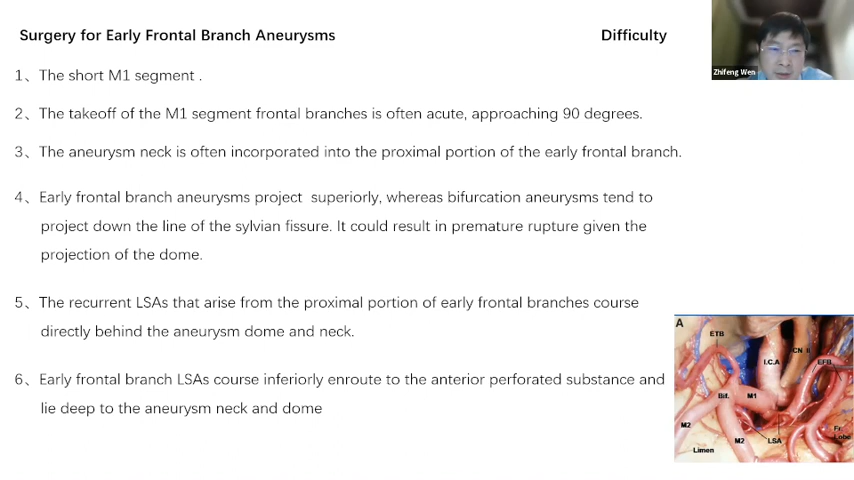 Surgery for Early Frontal Branch Aneurysms
Difficulty
Zhifeng Wen
1、The short M1 segment .
2、The takeoff of the M1 segment frontal branches is often acute, approaching 90 degrees.
3、The aneurysm neck is often incorporated into the proximal portion of the early frontal branch.
4、Early frontal branch aneurysms project superiorly, whereas bifurcation aneurysms tend to
project down the line of the sylvian fissure. It could result in premature rupture given the
projection of the dome.
5、The recurrent LSAs that arise from the proximal portion of early frontal branches course
directly behind the aneurysm dome and neck.
6、Early frontal branch LSAs course inferiorly enroute to the anterior perforated substance and
lie deep to the aneurysm neck and dome
A
ETB
CN II
I.C.A
EFB
Bif.
M1
M2
Fr.
Lobe
M2
LSA
Limen